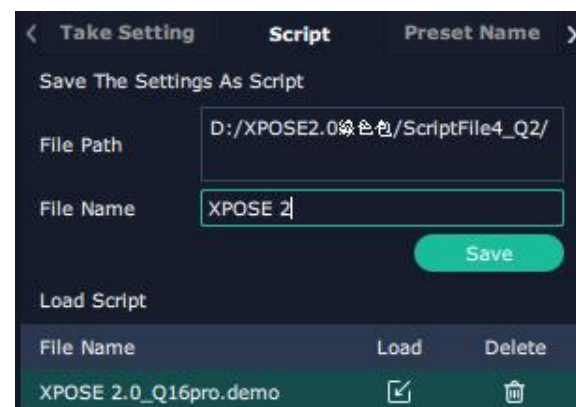 Take Setting Script Preset Name
Save The Settings As Script
File Path D:/XPOSE2.0绿色包/ScriptFile4_Q2/
File Name XPOSE 2
Save
Load Script
File Name Load Delete
XPOSE 2.0_Q16pro.demo